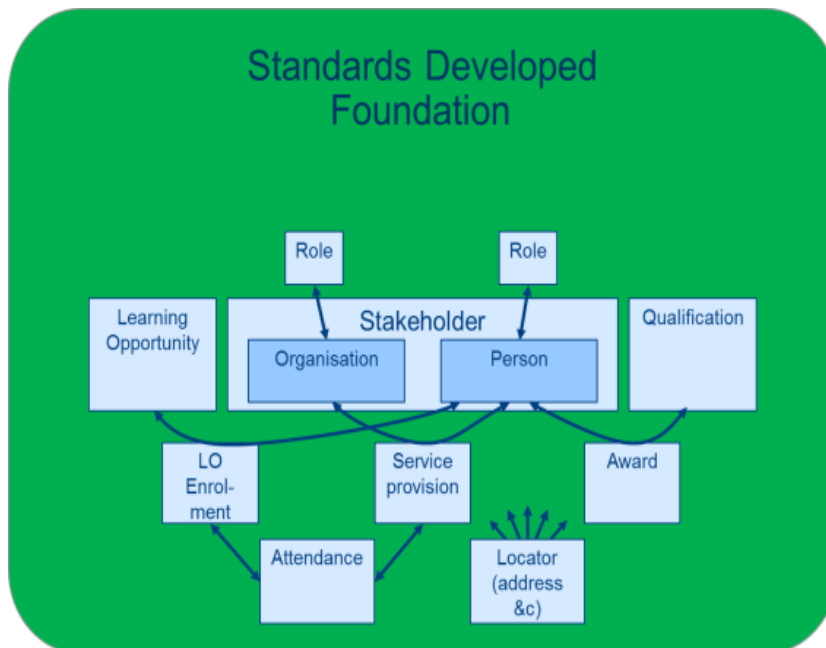 Standards Developed
Foundation
Role
Role
Learning
Opportunity
Stakeholder
Organisation
Person
Qualification
LO
Enrol-
ment
Service
provision
Award
Attendance
Locator
(address
&c)